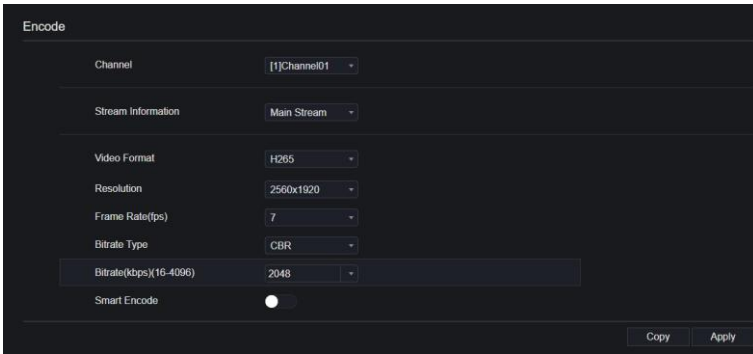 Encode
Channel [1]Channel01
Stream Information Main Stream
Video Format H265
Resolution 2560x1920
Frame Rate(fps) 7
Bitrate Type CBR
Bitrate(kbps)(16-4096) 2048
Smart Encode
Copy Apply